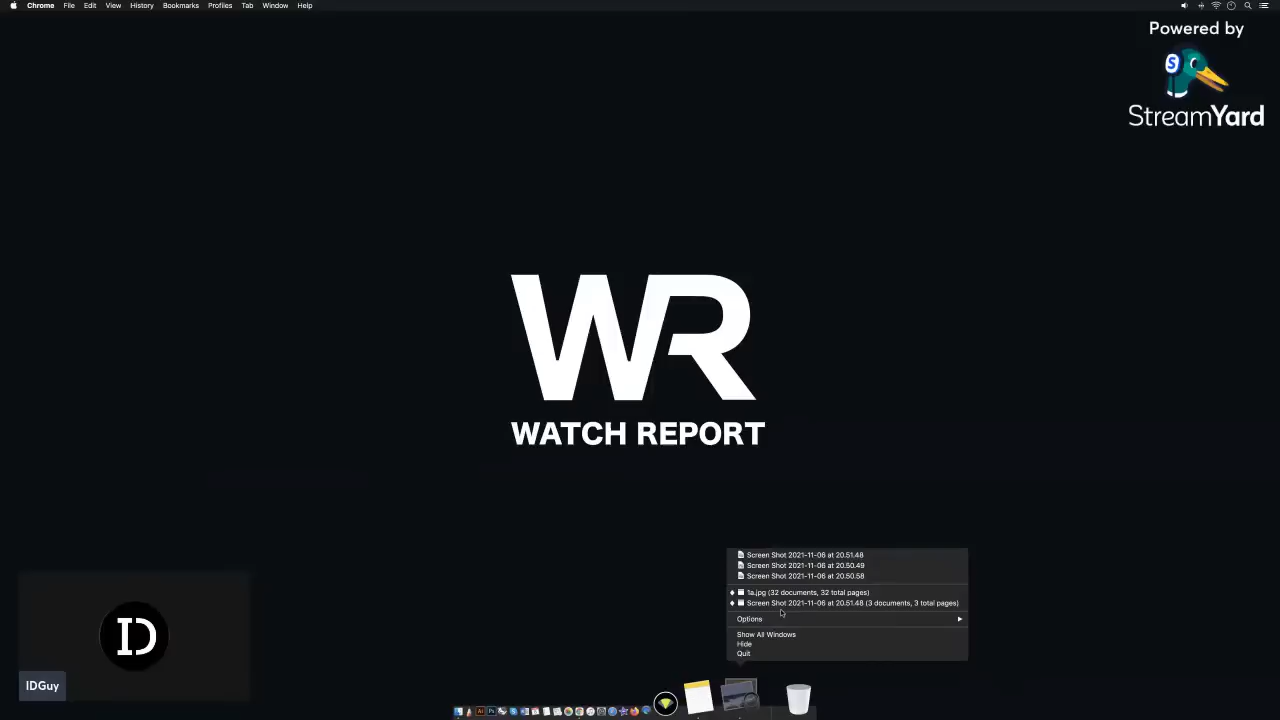 Chrome File Edit View History Bookmarks Profiles Tab Window Help
Powered by
StreamYard
WR
WATCH REPORT
Screen Shot 2021-11-06 at 20.51.48
Screen Shot 2021-11-06 at 20.50.49
Screen Shot 2021-11-06 at 20.50.58
1a.jpg (32 documents, 32 total pages)
Screen Shot 2021-11-06 at 20.51.48 (3 documents, 3 total pages)
Options
Show All Windows
Hide
Quit
ID
IDGuy